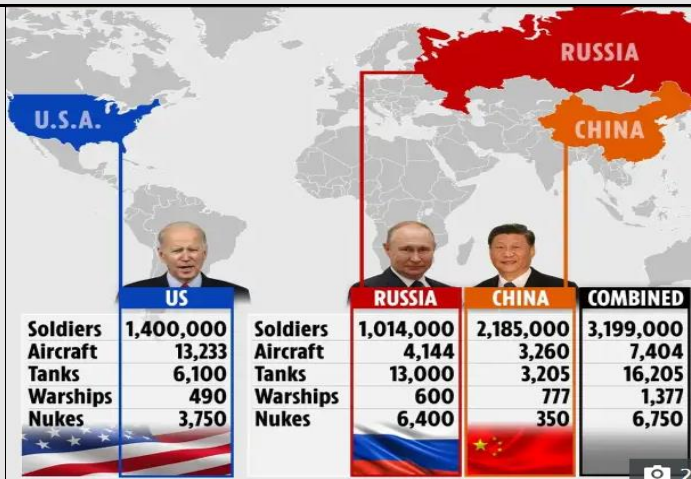 RUSSIA
U.S.A.
CHINA
US
Soldiers 1,400,000
Aircraft 13,233
Tanks 6,100
Warships 490
Nukes 3,750
RUSSIA CHINA COMBINED
Soldiers 1,014,000 2,185,000 3,199,000
Aircraft 4,144 3,260 7,404
Tanks 13,000 3,205 16,205
Warships 600 777 1,377
Nukes 6,400 350 6,750
2